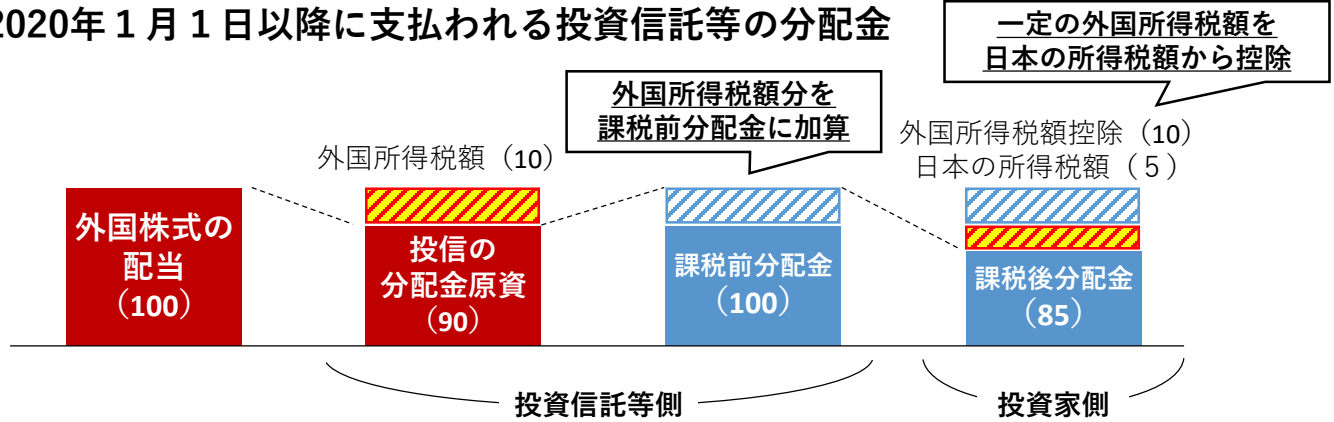 2020年１月１日以降に支払われる投資信託等の分配金
一定の外国所得税額を
日本の所得税額から控除
外国所得税額分を
課税前分配金に加算
外国所得税額（10）
外国所得税額控除（10）
日本の所得税額（５）
外国株式の
配当
（100）
投信の
分配金原資
（90）
課税前分配金
（100）
課税後分配金
（85）
投資信託等側
投資家側